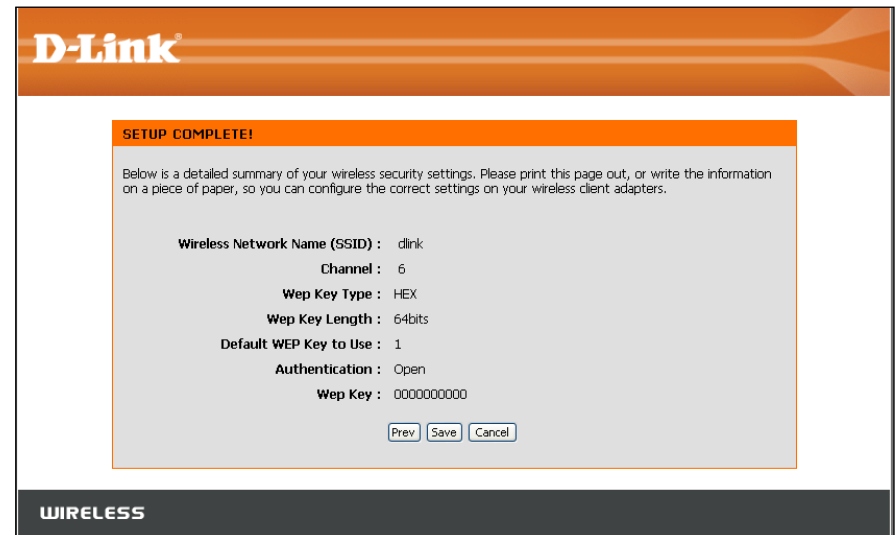 D-Link®
SETUP COMPLETE!
Below is a detailed summary of your wireless security settings. Please print this page out, or write the information
on a piece of paper, so you can configure the correct settings on your wireless client adapters.
Wireless Network Name (SSID) : dlink
Channel : 6
Wep Key Type : HEX
Wep Key Length : 64bits
Default WEP Key to Use : 1
Authentication : Open
Wep Key : 0000000000
Prev Save Cancel
WIRELESS